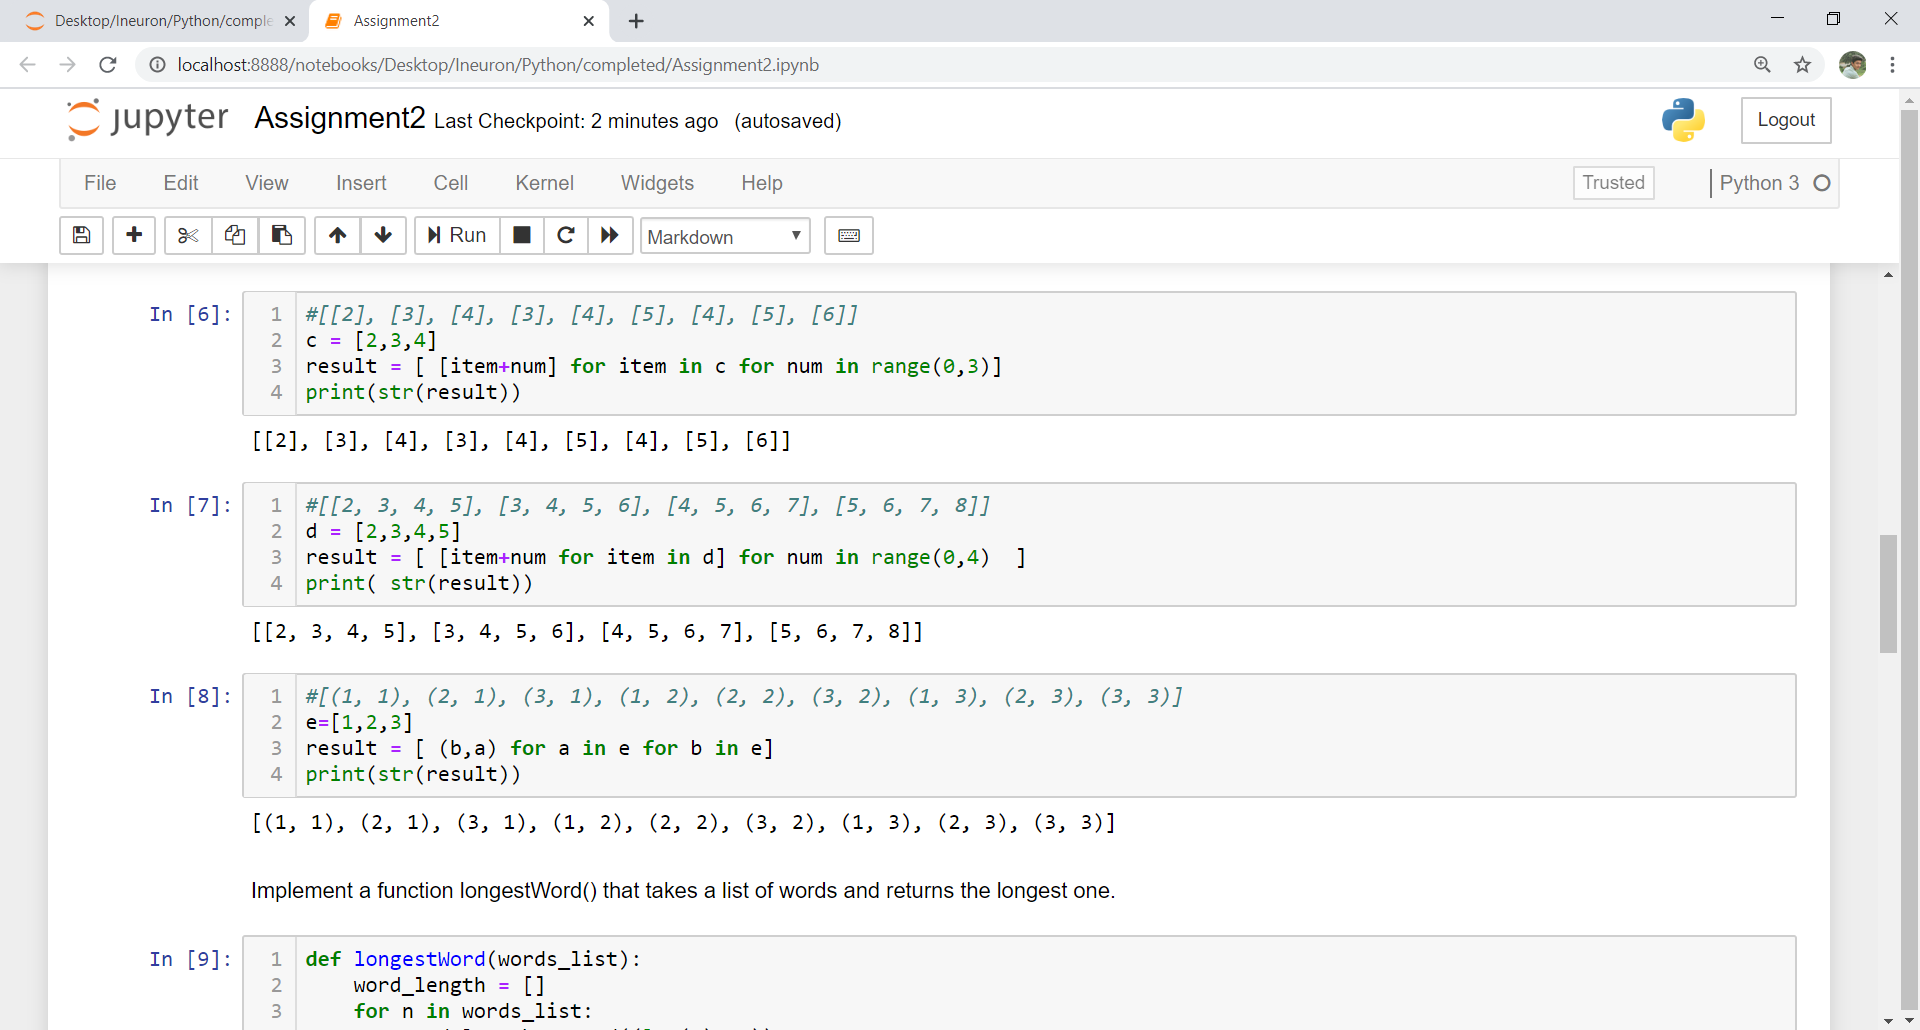 Desktop/Ineuron/Python/comple
Assignment2
localhost:8888/notebooks/Desktop/Ineuron/Python/completed/Assignment2.ipynb
jupyter Assignment2 Last Checkpoint: 2 minutes ago (autosaved)
Logout
File Edit View Insert Cell Kernel Widgets Help
Trusted
Python 3
Run
Markdown
In [6]:
1 #[[2], [3], [4], [3], [4], [5], [4], [5], [6]]
2 c = [2,3,4]
3 result = [ [item+num] for item in c for num in range(0,3)]
4 print(str(result))
[[2], [3], [4], [3], [4], [5], [4], [5], [6]]
In [7]:
1 #[[2, 3, 4, 5], [3, 4, 5, 6], [4, 5, 6, 7], [5, 6, 7, 8]]
2 d = [2,3,4,5]
3 result = [ [item+num for item in d] for num in range(0,4)  ]
4 print( str(result))
[[2, 3, 4, 5], [3, 4, 5, 6], [4, 5, 6, 7], [5, 6, 7, 8]]
In [8]:
1 #[(1, 1), (2, 1), (3, 1), (1, 2), (2, 2), (3, 2), (1, 3), (2, 3), (3, 3)]
2 e=[1,2,3]
3 result = [ (b,a) for a in e for b in e]
4 print(str(result))
[(1, 1), (2, 1), (3, 1), (1, 2), (2, 2), (3, 2), (1, 3), (2, 3), (3, 3)]
Implement a function longestWord() that takes a list of words and returns the longest one.
In [9]:
1 def longestWord(words_list):
2     word_length = []
3     for n in words_list: